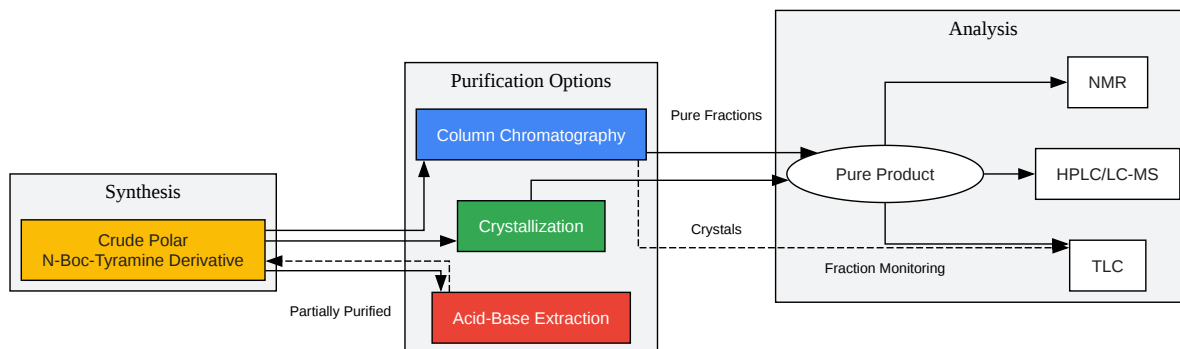 Synthesis
Crude Polar
N-Boc-Tyramine Derivative
Partially Purified
Purification Options
Column Chromatography
Crystallization
Acid-Base Extraction
Pure Fractions
Crystals
Fraction Monitoring
Analysis
Pure Product
NMR
HPLC/LC-MS
TLC